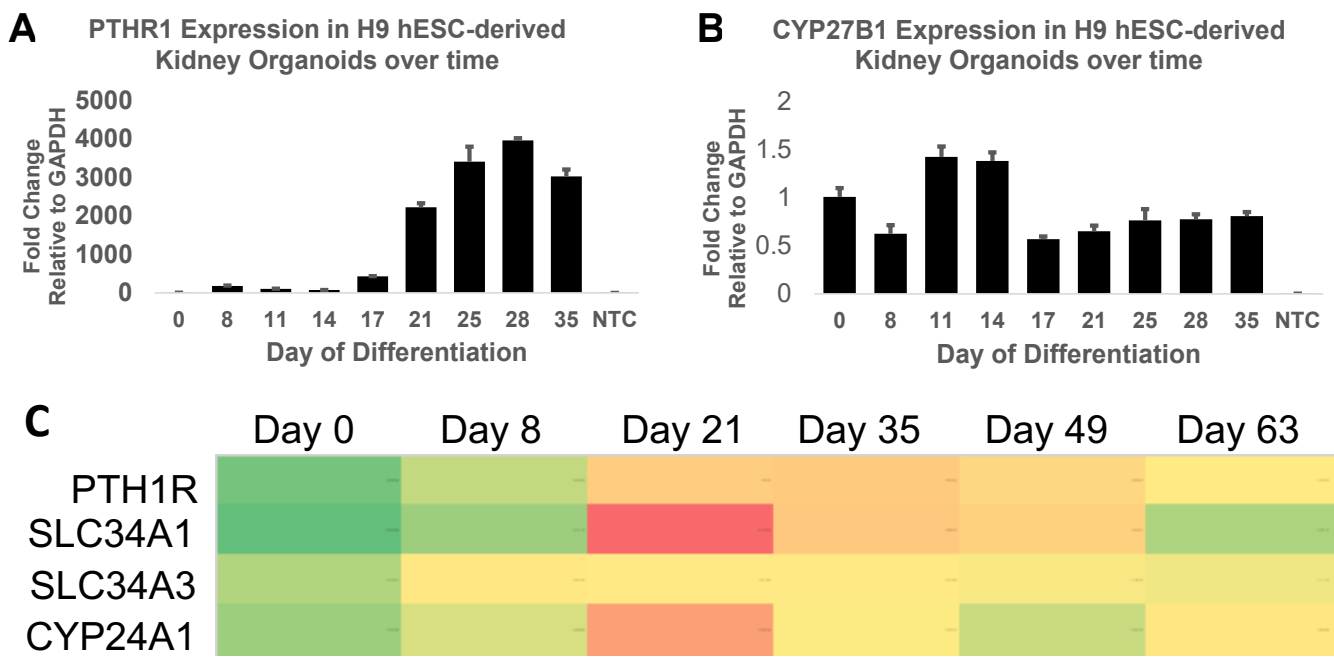 A
PTHR1 Expression in H9 hESC-derived
Kidney Organoids over time
Fold Change
Relative to GAPDH
5000
4000
3000
2000
1000
0
0 8 11 14 17 21 25 28 35 NTC
Day of Differentiation
B
CYP27B1 Expression in H9 hESC-derived
Kidney Organoids over time
Fold Change
Relative to GAPDH
2
1.5
1
0.5
0
0 8 11 14 17 21 25 28 35 NTC
Day of Differentiation
C
Day 0 Day 8 Day 21 Day 35 Day 49 Day 63
PTH1R
SLC34A1
SLC34A3
CYP24A1